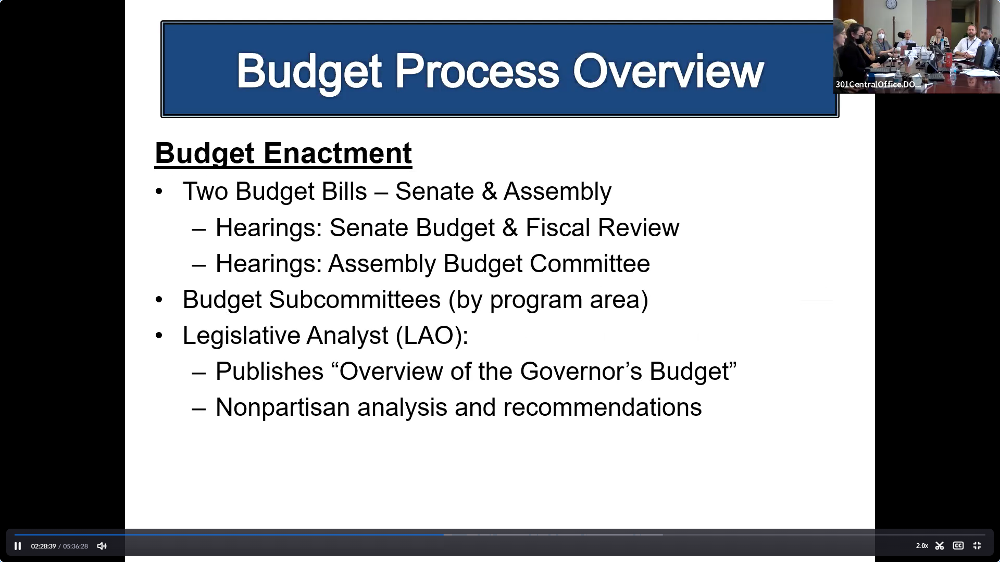 Budget Process Overview
301CentralOffice.DO...
Budget Enactment
• Two Budget Bills – Senate & Assembly
– Hearings: Senate Budget & Fiscal Review
– Hearings: Assembly Budget Committee
• Budget Subcommittees (by program area)
• Legislative Analyst (LAO):
– Publishes “Overview of the Governor’s Budget”
– Nonpartisan analysis and recommendations
02:28:39 / 05:36:28
2.0x
CC